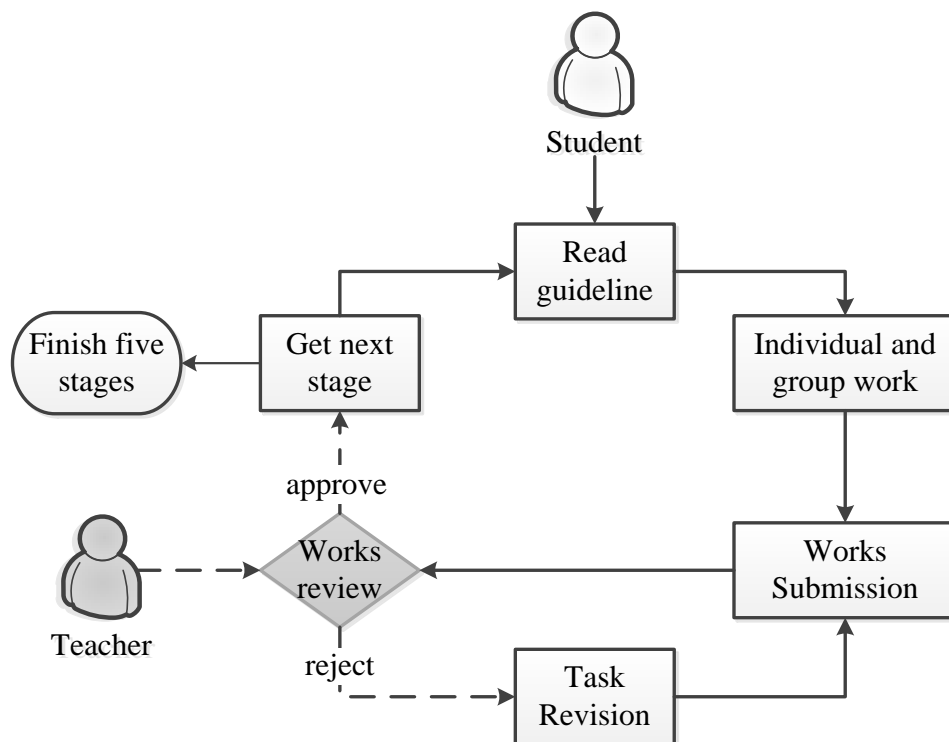 Student
Read
guideline
Finish five
stages
Get next
stage
Individual and
group work
approve
Works
review
Works
Submission
Teacher
reject
Task
Revision